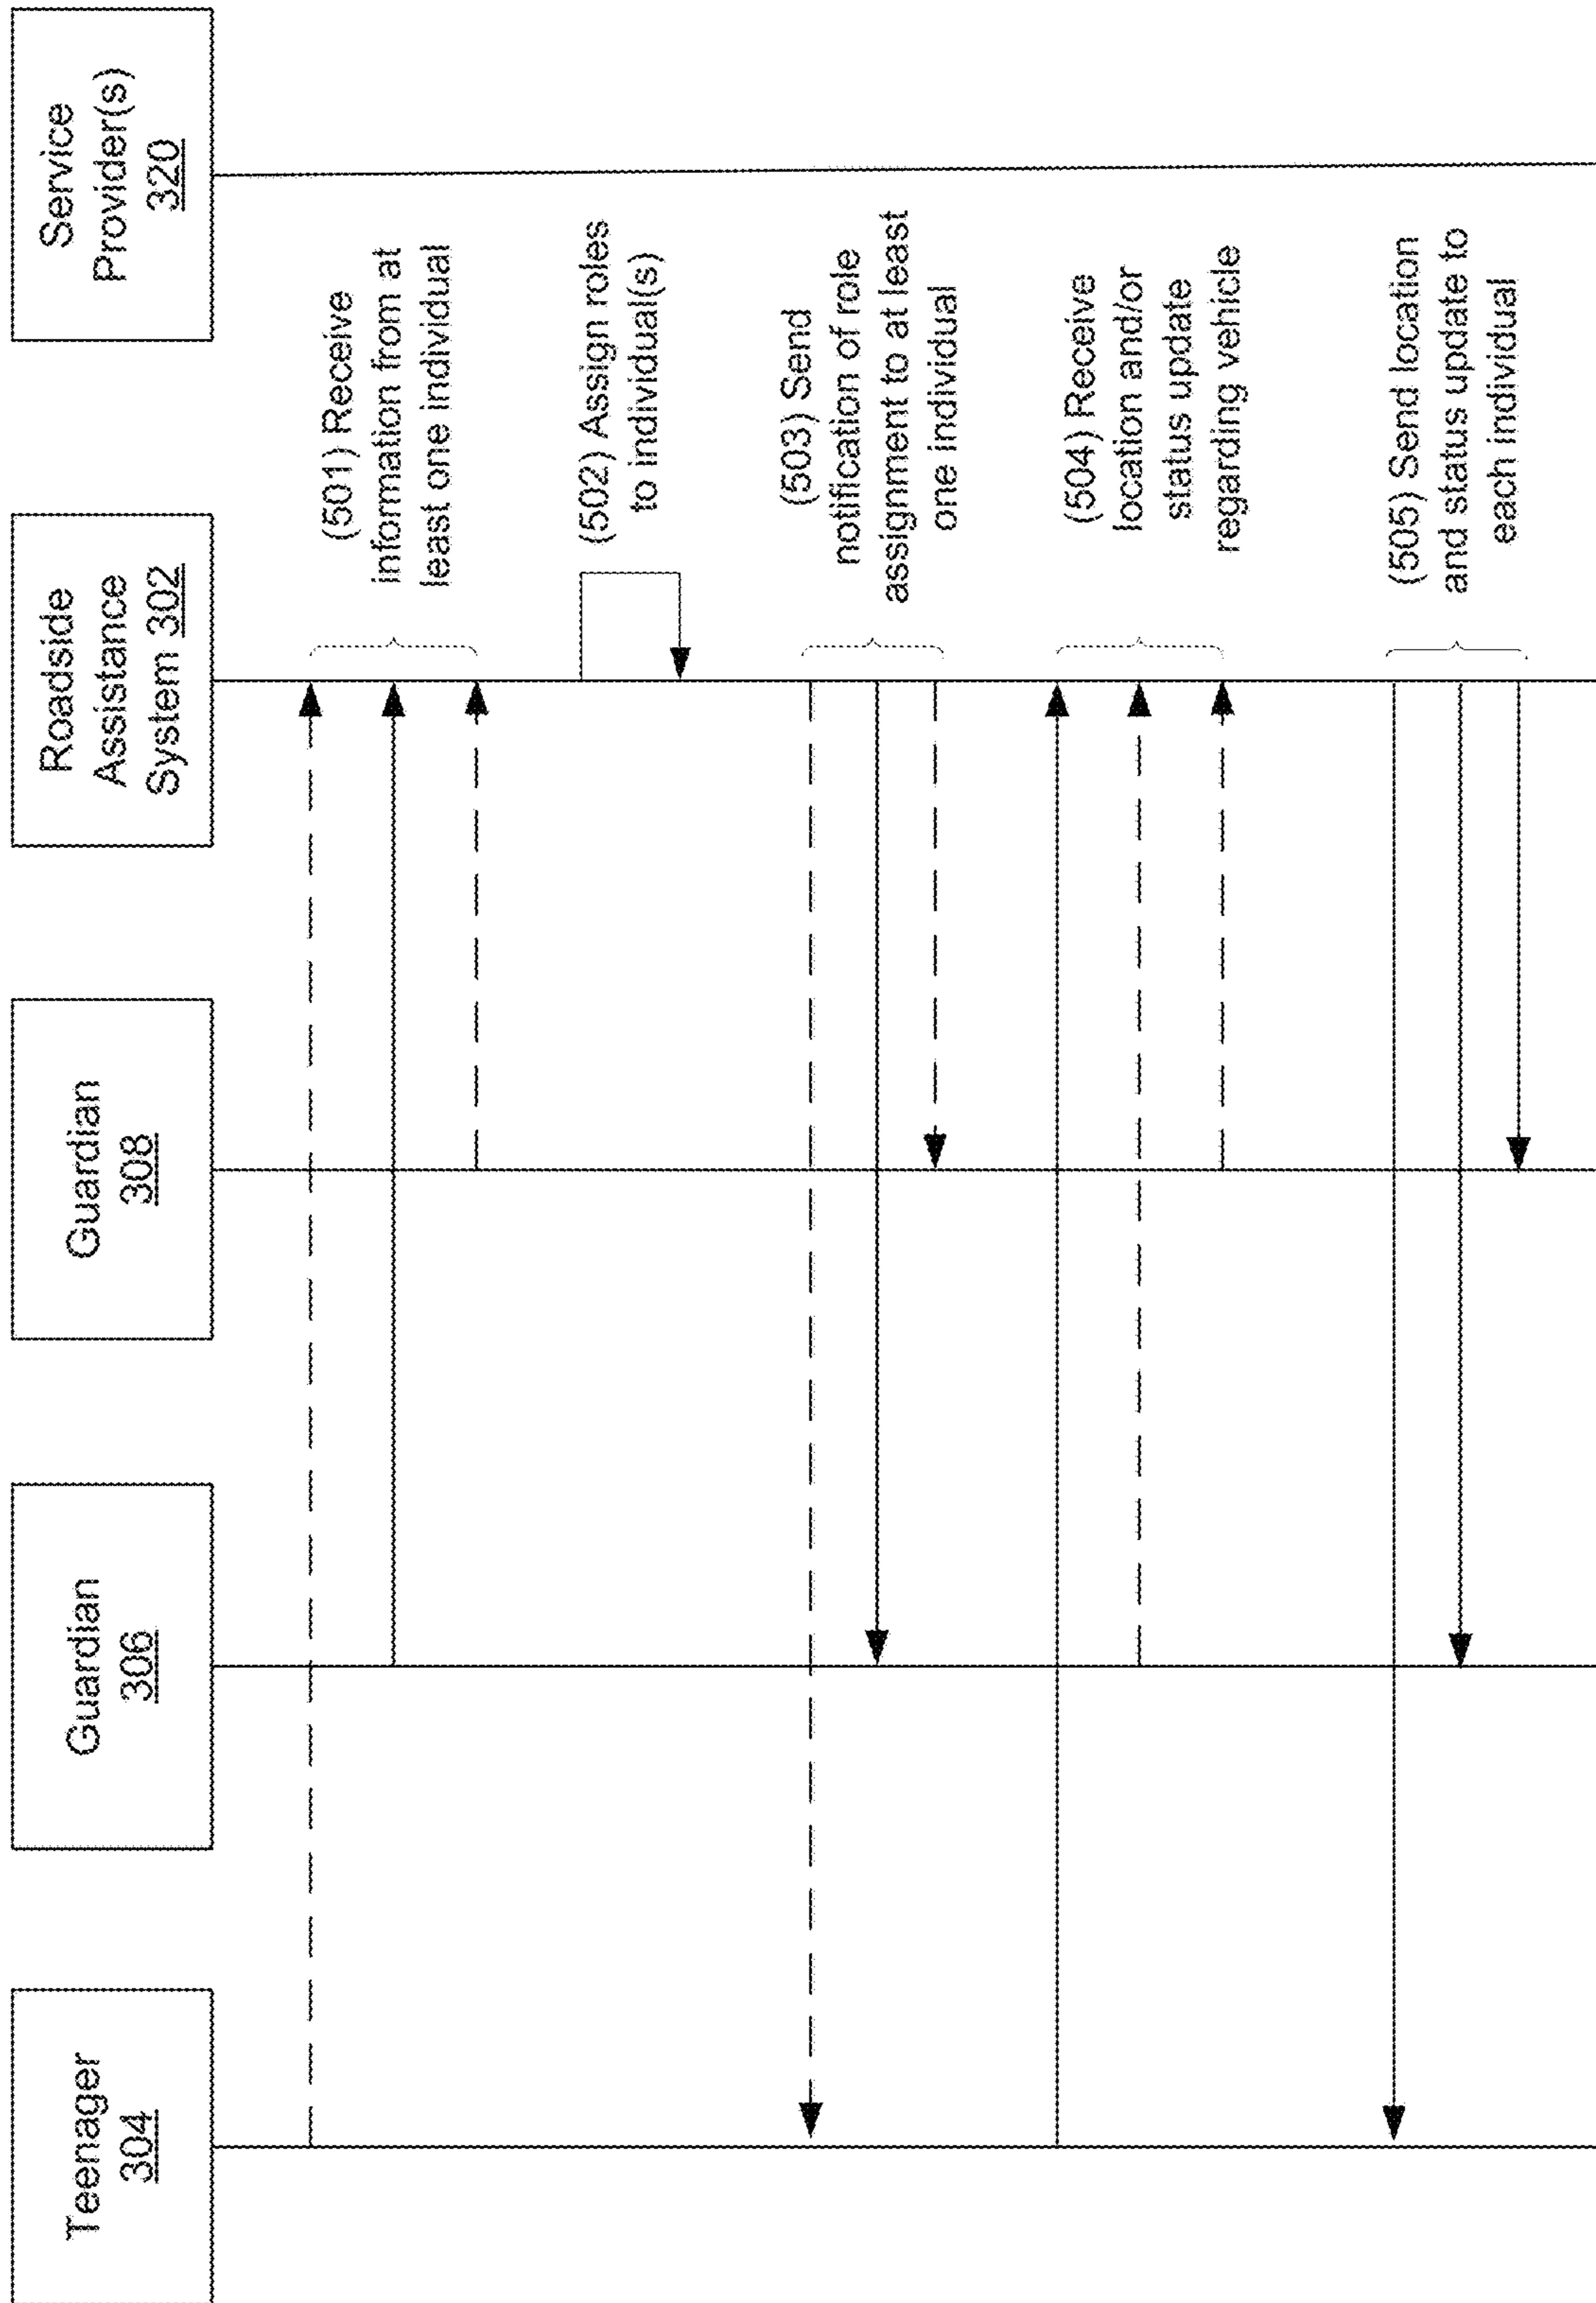 Teenager
304
Guardian
306
Guardian
308
Roadside
Assistance
System 302
Service
Provider(s)
320
(501) Receive
information from at
least one individual
(502) Assign roles
to individual(s)
(503) Send
notification of role
assignment to at least
one individual
(504) Receive
location and/or
status update
regarding vehicle
(505) Send location
and status update to
each individual